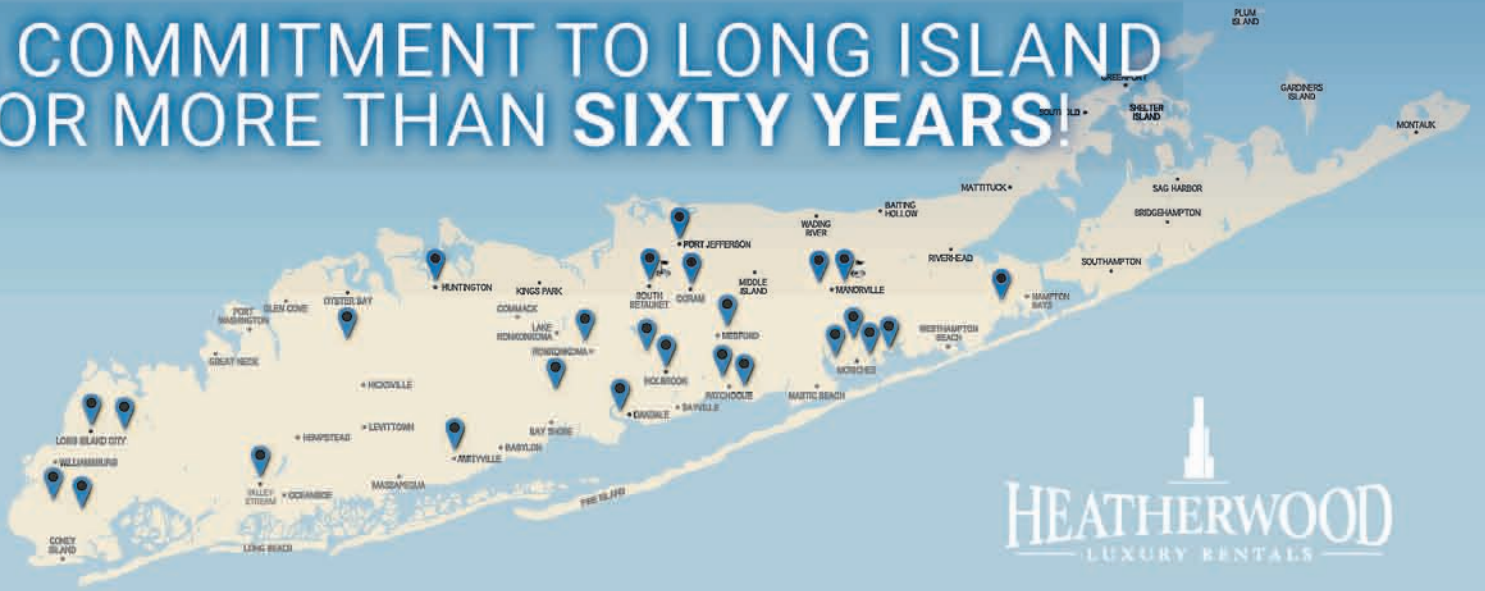 COMMITMENT TO LONG ISLAND
OR MORE THAN SIXTY YEARS!
PLUM
ISLAND
GREENPORT
GARDINERS
ISLAND
SHELTER
ISLAND
MONTAUK
MATTITUCK
SAG HARBOR
BAITING
HOLLOW
BRIDGEHAMPTON
WADING
RIVER
PORT JEFFERSON
RIVERHEAD
SOUTHAMPTON
HUNTINGTON
KINGS PARK
MIDDLE
ISLAND
MANORVILLE
SOUTH
SETAUKET
CORAM
HAMPTON
BAYS
OYSTER BAY
GLEN COVE
PORT
WASHINGTON
COMMACK
LAKE
RONKONKOMA
RONKONKOMA
MEDFORD
WESTHAMPTON
BEACH
GREAT NECK
MORICHES
HOLBROOK
HICKSVILLE
PATCHOGUE
MASTIC BEACH
SAYVILLE
OAKDALE
LONG ISLAND CITY
HEMPSTEAD
LEVITTOWN
BAY SHORE
BABYLON
AMITYVILLE
WILLIAMSBURG
MASSAPEQUA
VALLEY
STREAM
OCEANSIDE
FIRE ISLAND
CONEY
ISLAND
LONG BEACH
HEATHERWOOD
LUXURY RENTALS